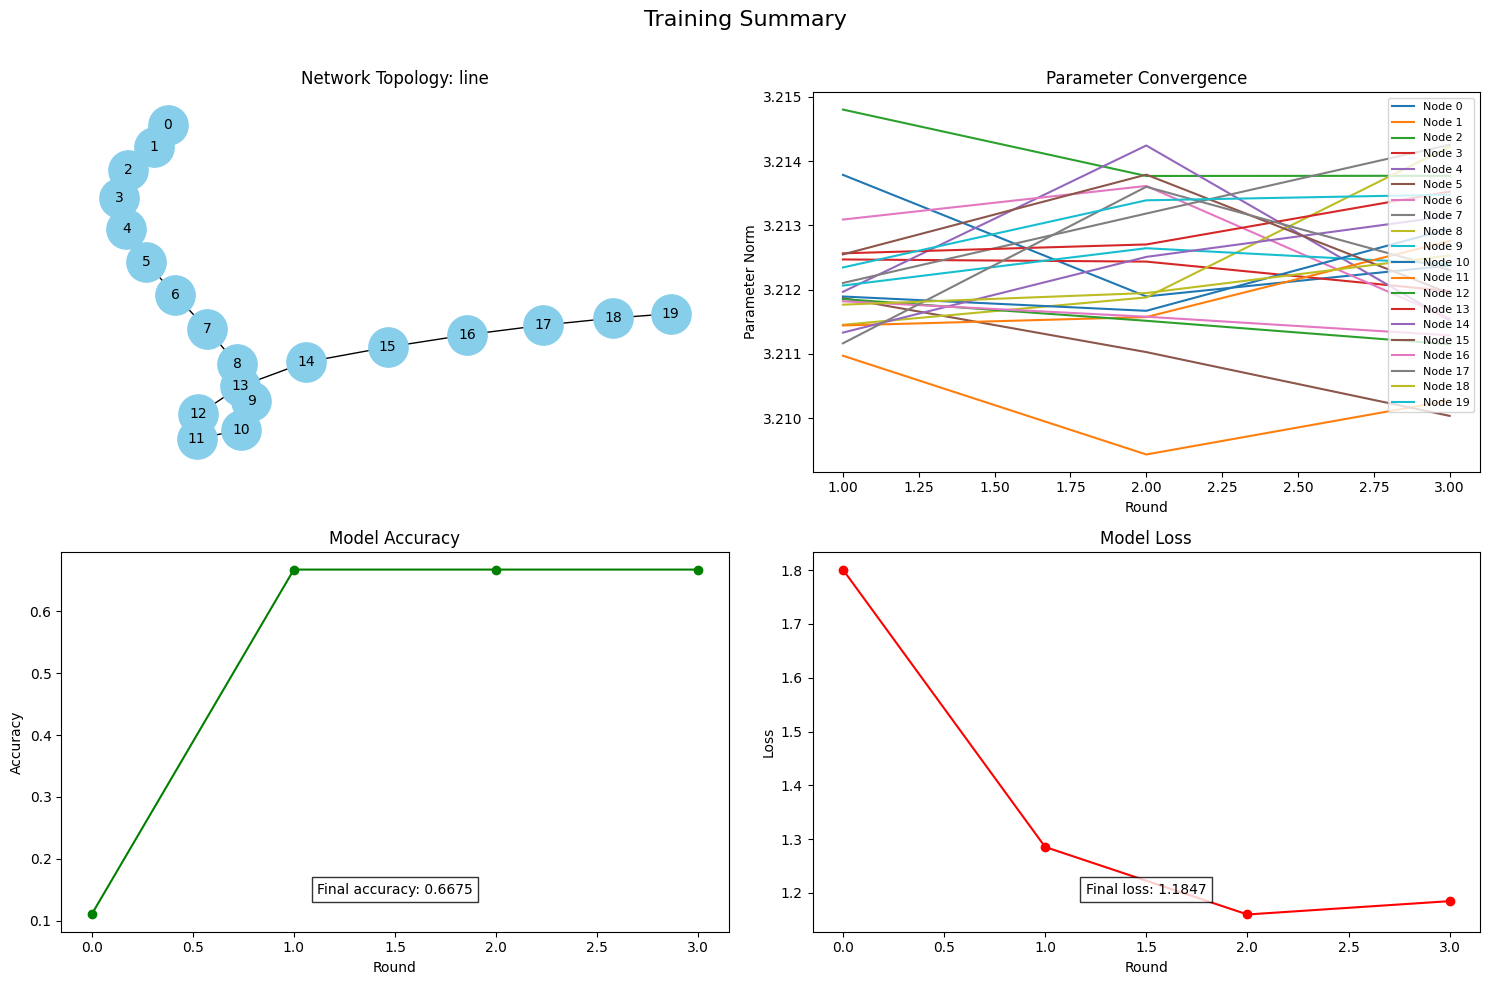 Training Summary
Network Topology: line
0
1
2
3
4
5
6
7
8
13
9
12
10
11
14
15
16
17
18
19
Parameter Convergence
Parameter Norm
3.215
3.214
3.213
3.212
3.211
3.210
1.00 1.25 1.50 1.75 2.00 2.25 2.50 2.75 3.00
Round
Node 0
Node 1
Node 2
Node 3
Node 4
Node 5
Node 6
Node 7
Node 8
Node 9
Node 10
Node 11
Node 12
Node 13
Node 14
Node 15
Node 16
Node 17
Node 18
Node 19
Model Accuracy
Accuracy
0.6
0.5
0.4
0.3
0.2
0.1
Final accuracy: 0.6675
0.0 0.5 1.0 1.5 2.0 2.5 3.0
Round
Model Loss
Loss
1.8
1.7
1.6
1.5
1.4
1.3
1.2
Final loss: 1.1847
0.0 0.5 1.0 1.5 2.0 2.5 3.0
Round